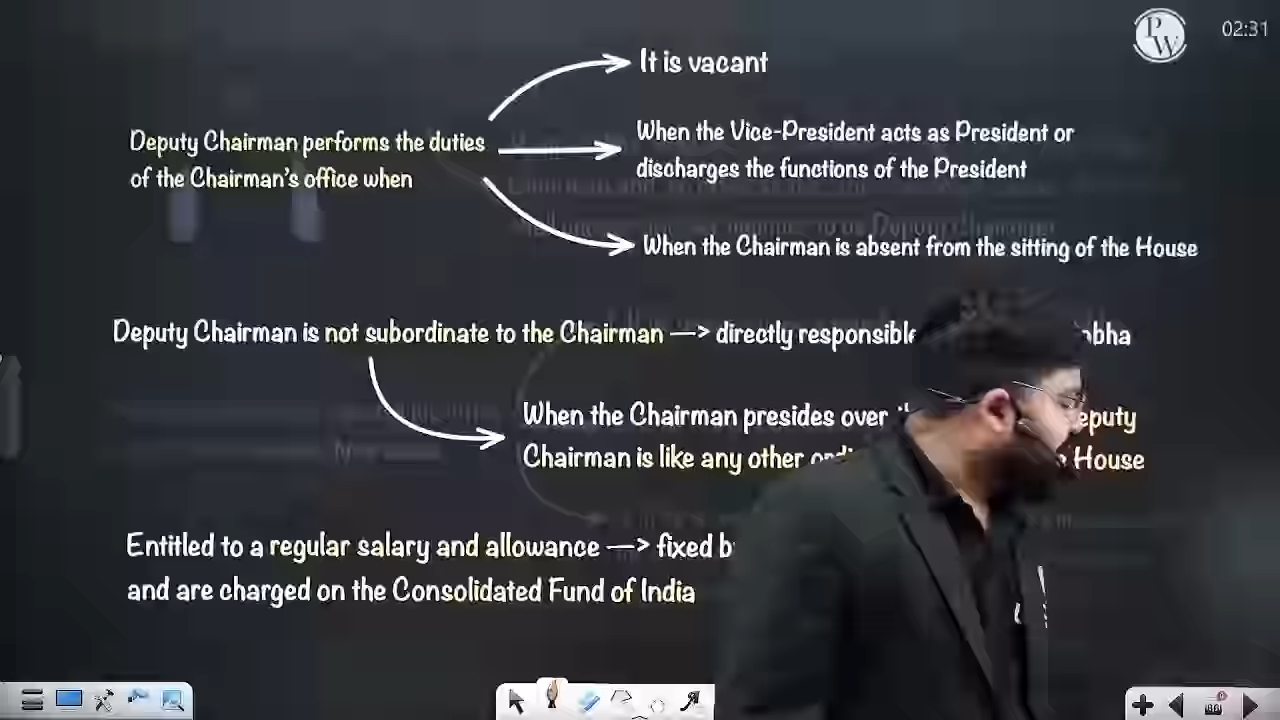 PW
02:31
It is vacant
Deputy Chairman performs the duties
of the Chairman's office when
When the Vice-President acts as President or
discharges the functions of the President
When the Chairman is absent from the sitting of the House
Deputy Chairman is not subordinate to the Chairman —> directly responsible
When the Chairman presides over
Chairman is like any other House
Entitled to a regular salary and allowance —> fixed
and are charged on the Consolidated Fund of India